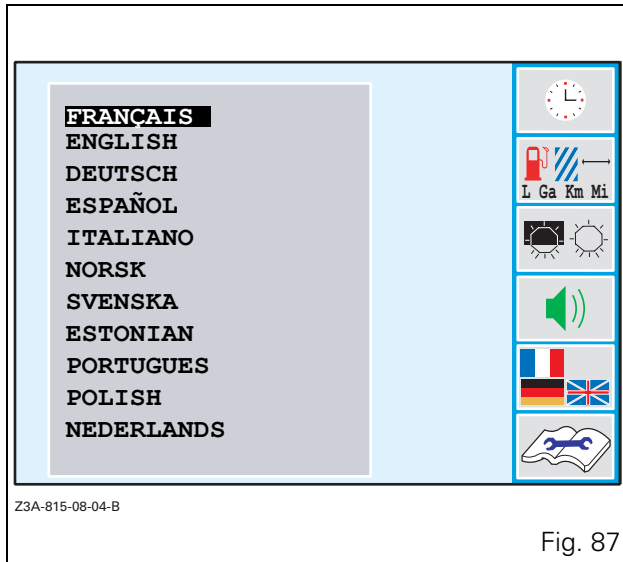 FRANÇAIS
ENGLISH
DEUTSCH
ESPAÑOL
ITALIANO
NORSK
SVENSKA
ESTONIAN
PORTUGUES
POLISH
NEDERLANDS
L Ga Km Mi
Z3A-815-08-04-B
Fig. 87